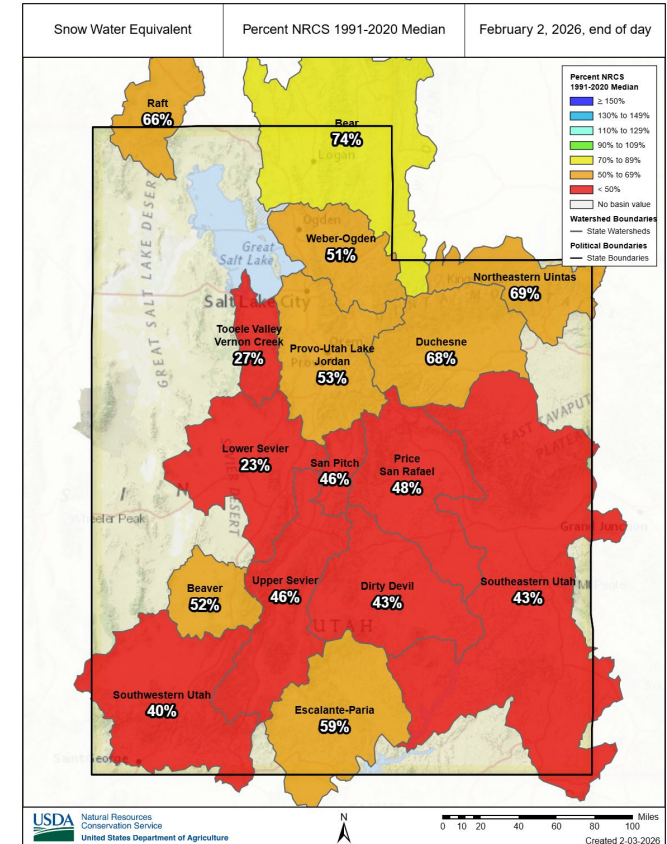 Snow Water Equivalent
Percent NRCS 1991-2020 Median
February 2, 2026, end of day
Percent NRCS
1991-2020 Median
≥ 150%
130% to 149%
110% to 129%
90% to 109%
70% to 89%
50% to 69%
< 50%
No basin value
Watershed Boundaries
State Watersheds
Political Boundaries
State Boundaries
Raft
66%
Bear
74%
Logan
GREAT SALT LAKE DESER
Ogden
Weber-Ogden
51%
Great
Salt Lake
Northeastern Uintas
69%
Salt Lake City
Tooele Valley
Vernon Creek
27%
Provo-Utah Lake
Jordan
53%
Duchesne
68%
EAST TAVAPUT
PLATEAU
Lower Sevier
23%
San Pitch
46%
Price
San Rafael
48%
SEVIER DESERT
Wheeler Peak
Grand Junction
Beaver
52%
Upper Sevier
46%
Dirty Devil
43%
Southeastern Utah
43%
UTAH
Southwestern Utah
40%
Escalante-Paria
59%
Saint George
USDA
Natural Resources
Conservation Service
United States Department of Agriculture
N
0 10 20 40 60 80 100
Miles
Created 2-03-2026